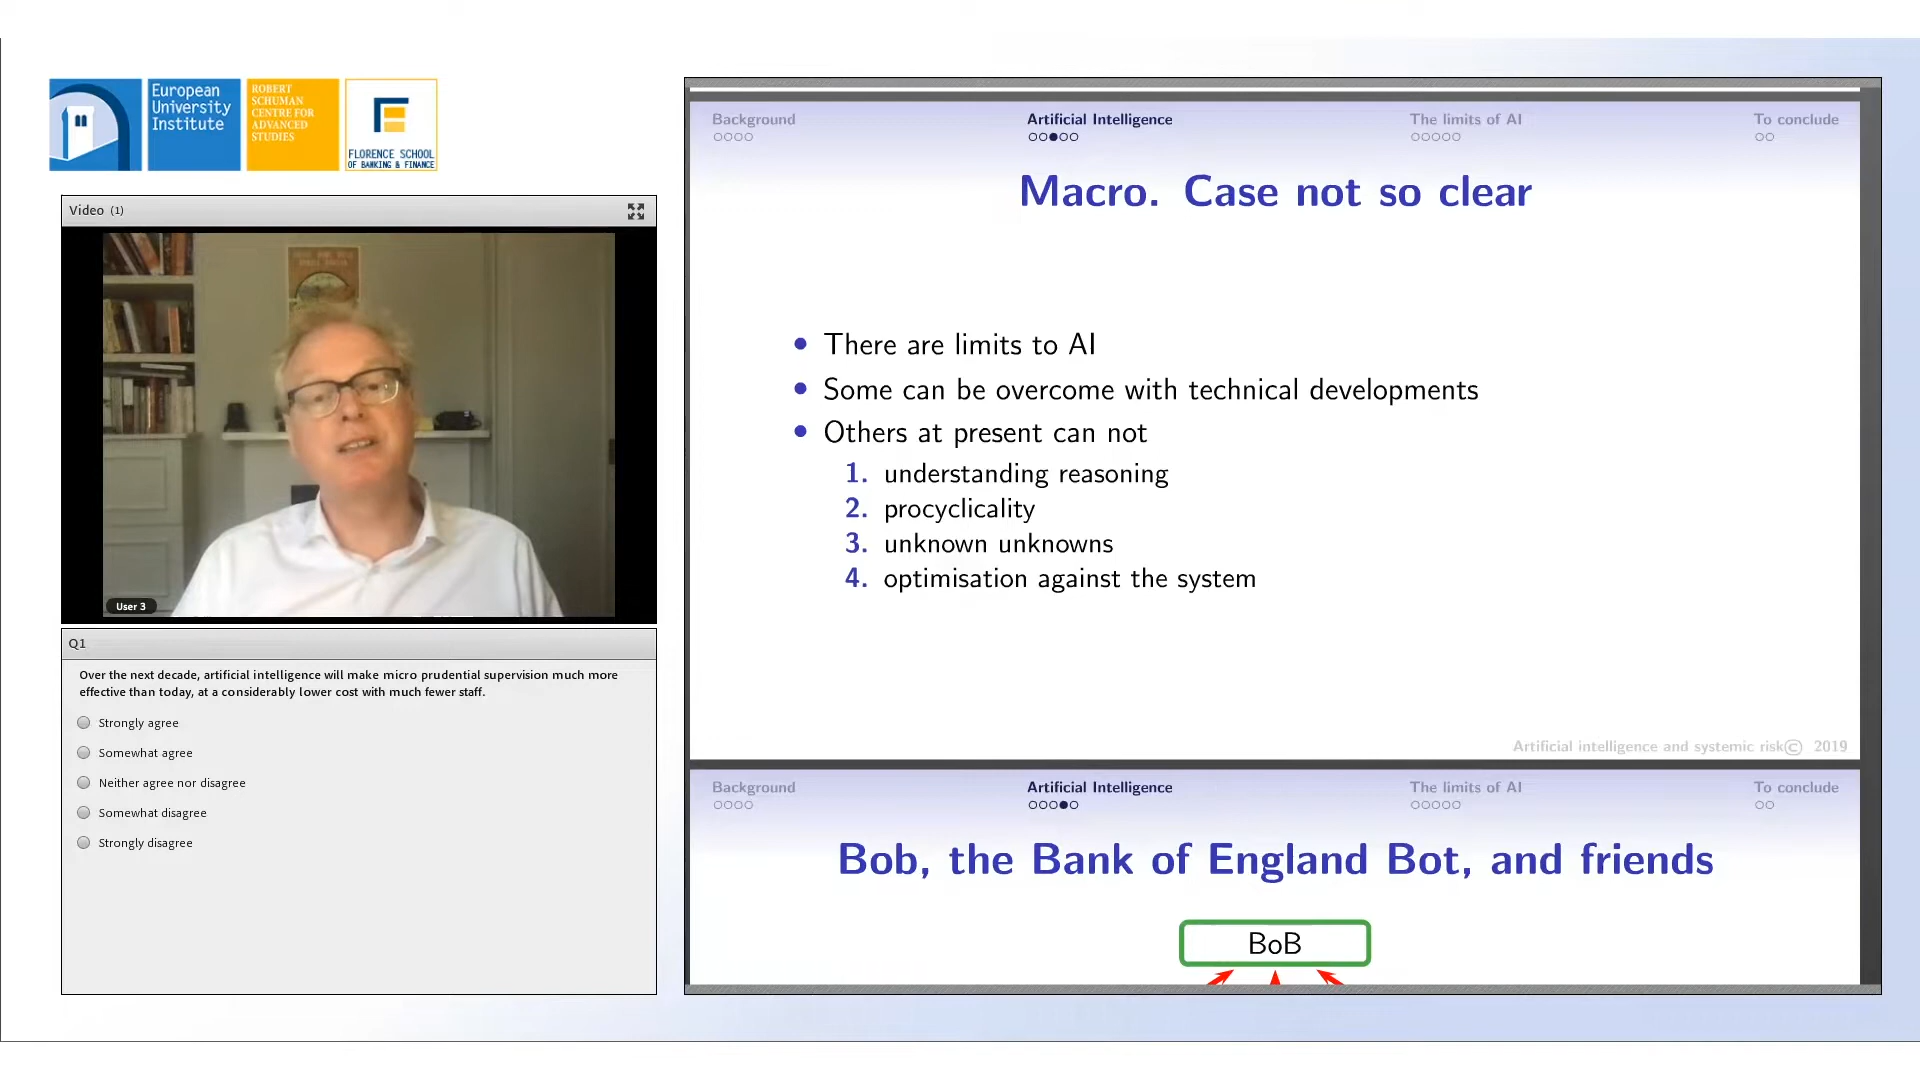 European
University
Institute
ROBERT
SCHUMAN
CENTRE FOR
ADVANCED
STUDIES
FLORENCE SCHOOL
OF BANKING & FINANCE
Video (1)
User 3
Q1
Over the next decade, artificial intelligence will make micro prudential supervision much more
effective than today, at a considerably lower cost with much fewer staff.
Strongly agree
Somewhat agree
Neither agree nor disagree
Somewhat disagree
Strongly disagree
Background Artificial Intelligence The limits of AI To conclude
Macro. Case not so clear
• There are limits to AI
• Some can be overcome with technical developments
• Others at present can not
1. understanding reasoning
2. procyclicality
3. unknown unknowns
4. optimisation against the system
Artificial intelligence and systemic risk© 2019
Background Artificial Intelligence The limits of AI To conclude
Bob, the Bank of England Bot, and friends
BoB